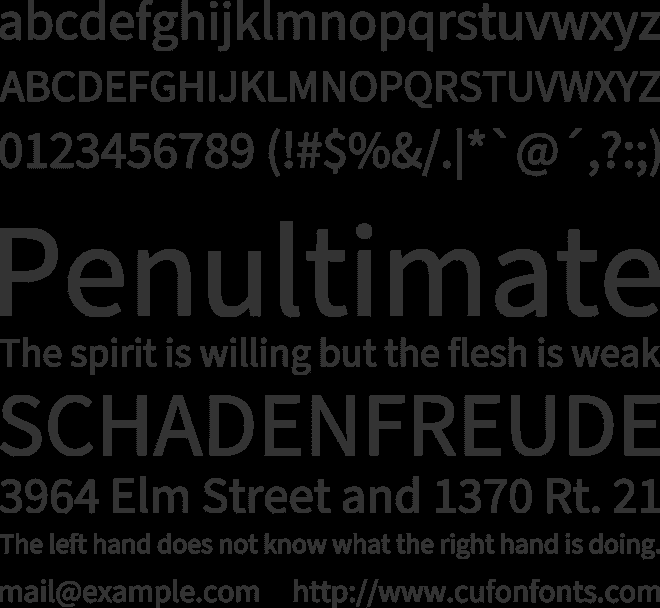 abcdefghijklmnopqrstuvwxyz
ABCDEFGHIJKLMNOPQRSTUVWXYZ
0123456789 (!#$%&/.|*`@´,?:;)
Penultimate
The spirit is willing but the flesh is weak
SCHADENFREUDE
3964 Elm Street and 1370 Rt. 21
The left hand does not know what the right hand is doing.
mail@example.com http://www.cufonfonts.com